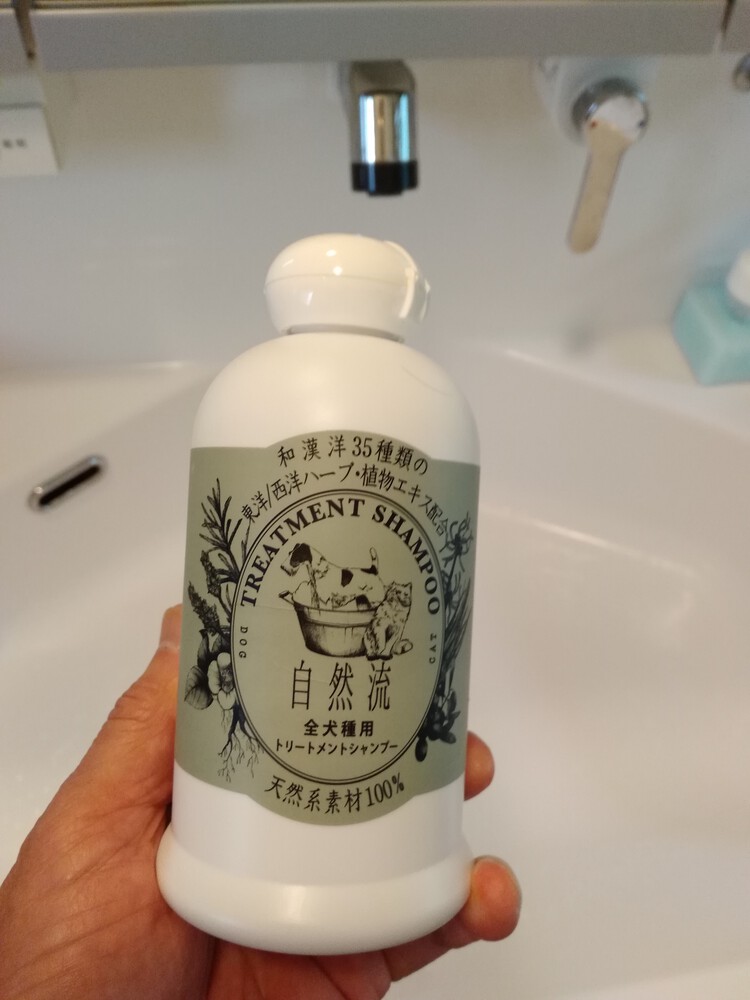 和漢洋35種類の
東洋/西洋ハーブ・植物エキス配合
TREATMENT SHAMPOO
DOG
CAT
自然流
全犬種用
トリートメントシャンプー
天然系素材100%